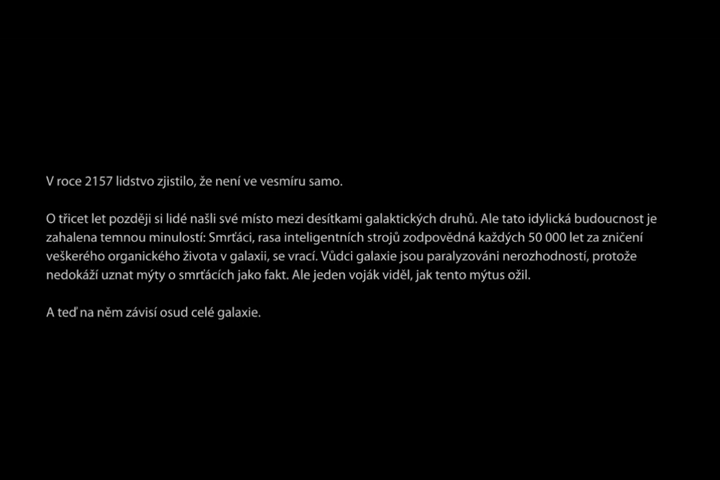 V roce 2157 lidstvo zjistilo, že není ve vesmíru samo.
O třicet let později si lidé našli své místo mezi desítkami galaktických druhů. Ale tato idylická budoucnost je
zahalena temnou minulostí: Smrťáci, rasa inteligentních strojů zodpovědná každých 50 000 let za zničení
veškerého organického života v galaxii, se vrací. Vůdci galaxie jsou paralyzováni nerozhodností, protože
nedokáží uznat mýty o smrťácích jako fakt. Ale jeden voják viděl, jak tento mýtus ožil.
A teď na něm závisí osud celé galaxie.